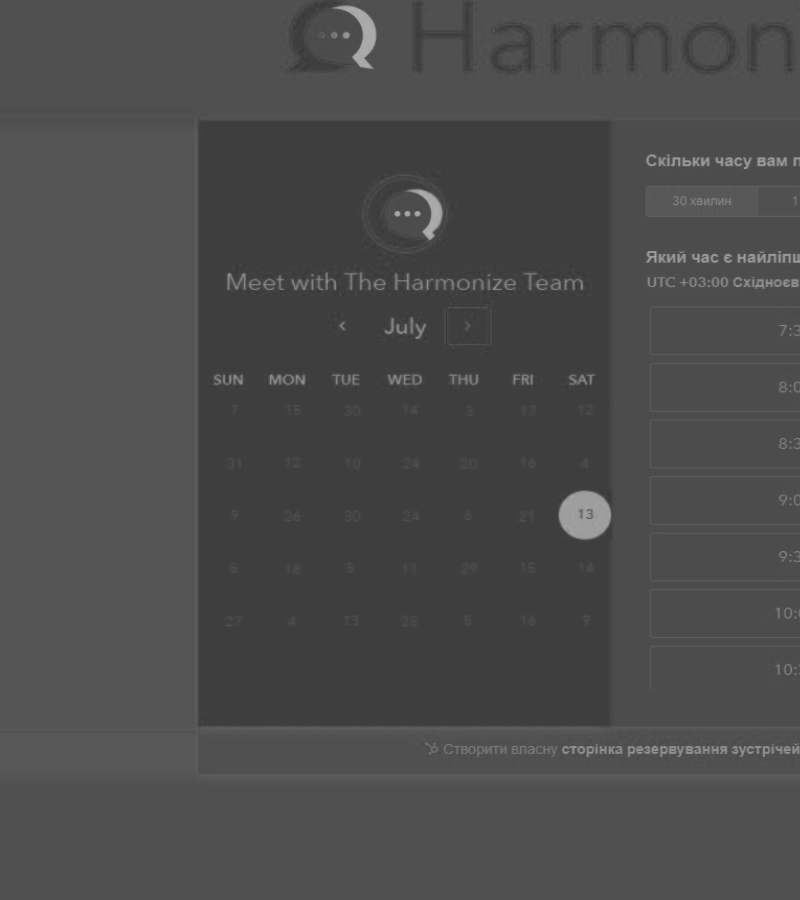 Harmon
Meet with The Harmonize Team
July
SUN MON TUE WED THU FRI SAT
7 15 30 14 3 17 12
31 12 10 24 20 16 4
9 26 30 24 6 21 13
5 18 5 11 29 15 14
27 4 13 28 5 16 9
Скільки часу вам п
30 хвилин 1
Який час є найліпш
UTC +03:00 Східноєв
7:3
8:0
8:3
9:0
9:3
10:0
10:
Створити власну сторінка резервування зустрічей